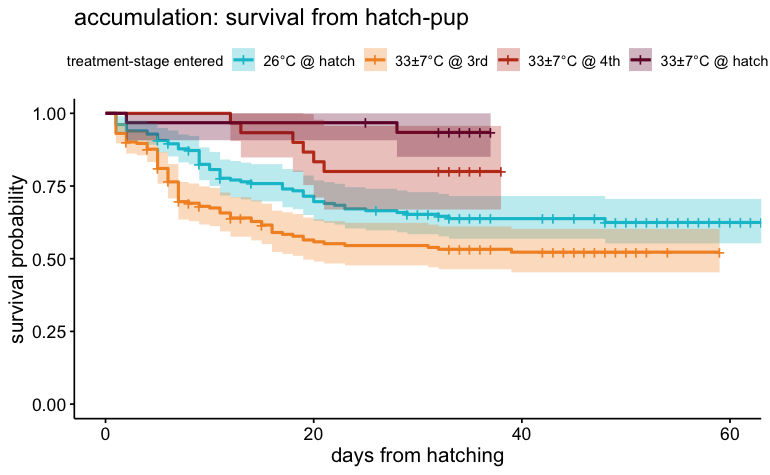 accumulation: survival from hatch-pup
treatment-stage entered 26°C @ hatch 33±7°C @ 3rd 33±7°C @ 4th 33±7°C @ hatch
survival probability
1.00
0.75
0.50
0.25
0.00
0 20 40 60
days from hatching